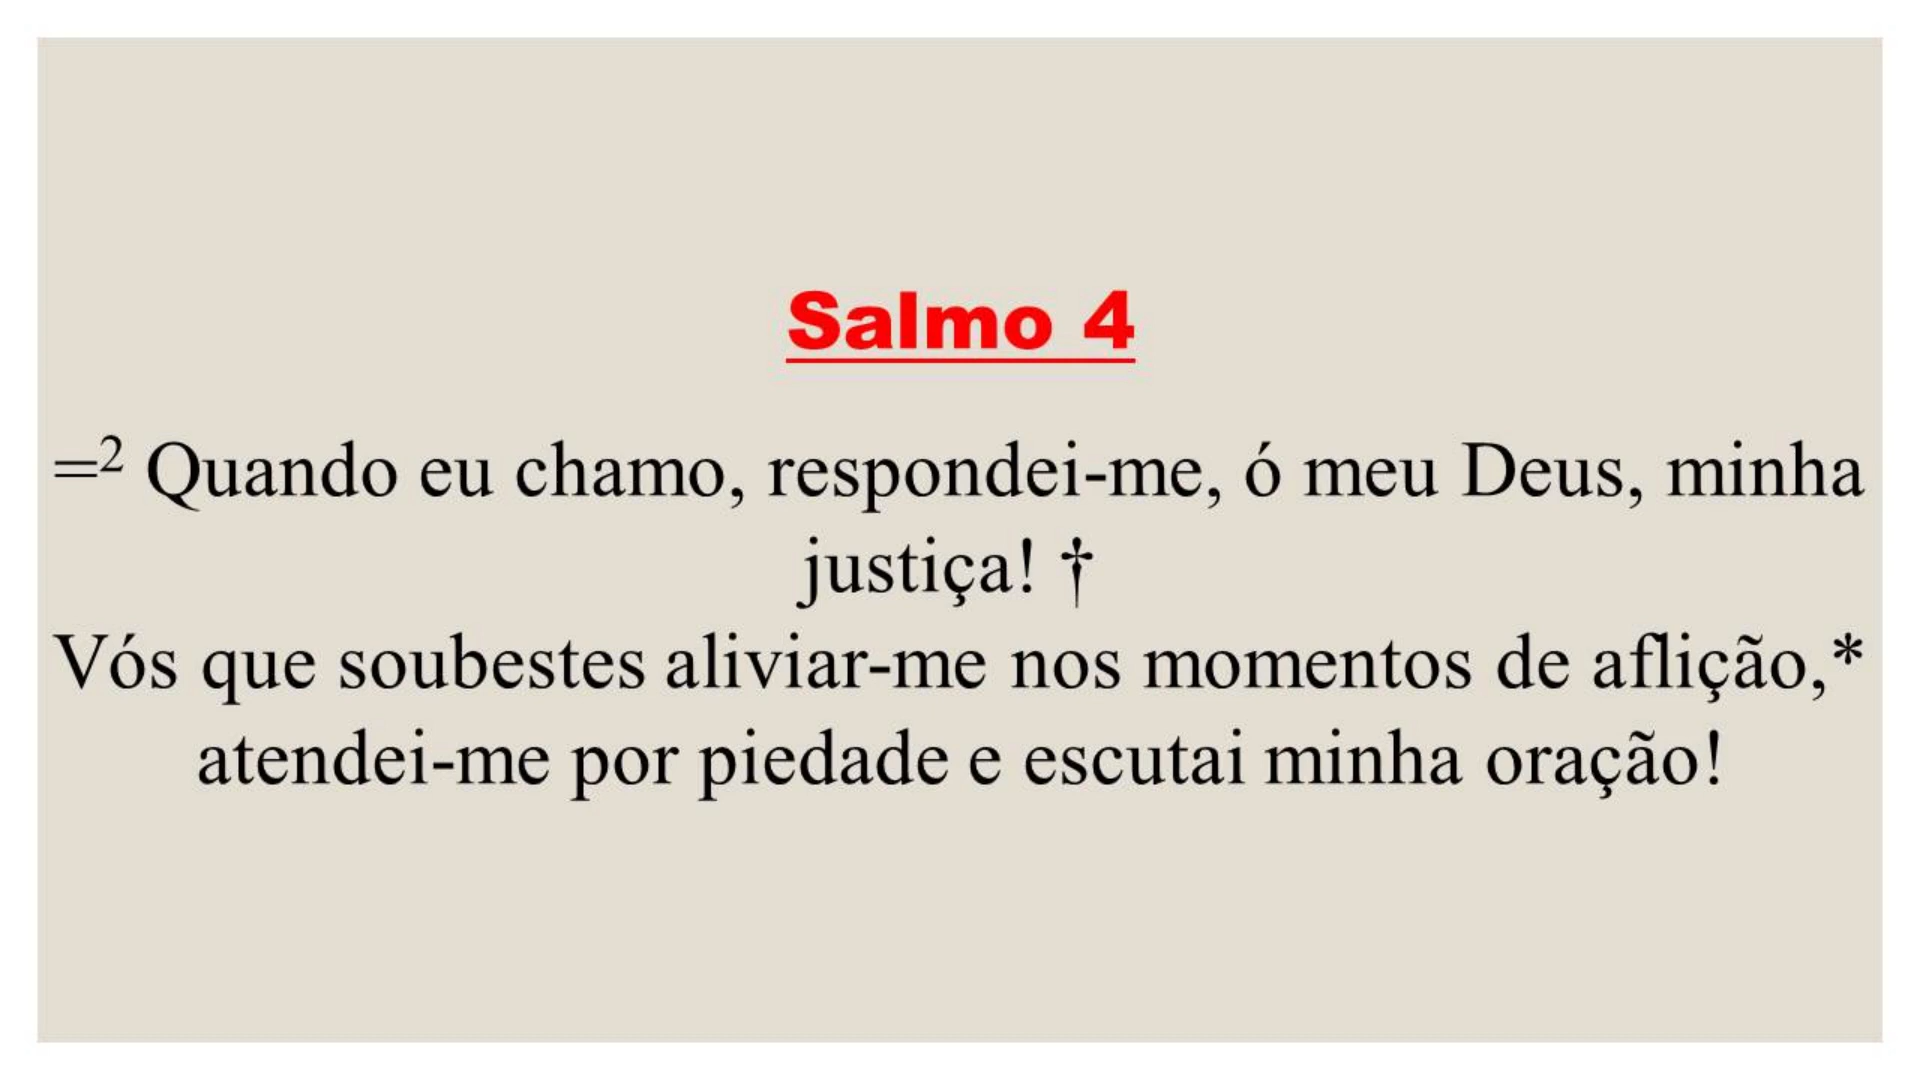 Salmo 4
=² Quando eu chamo, respondei-me, ó meu Deus, minha
justiça! †
Vós que soubestes aliviar-me nos momentos de aflição,*
atendei-me por piedade e escutai minha oração!